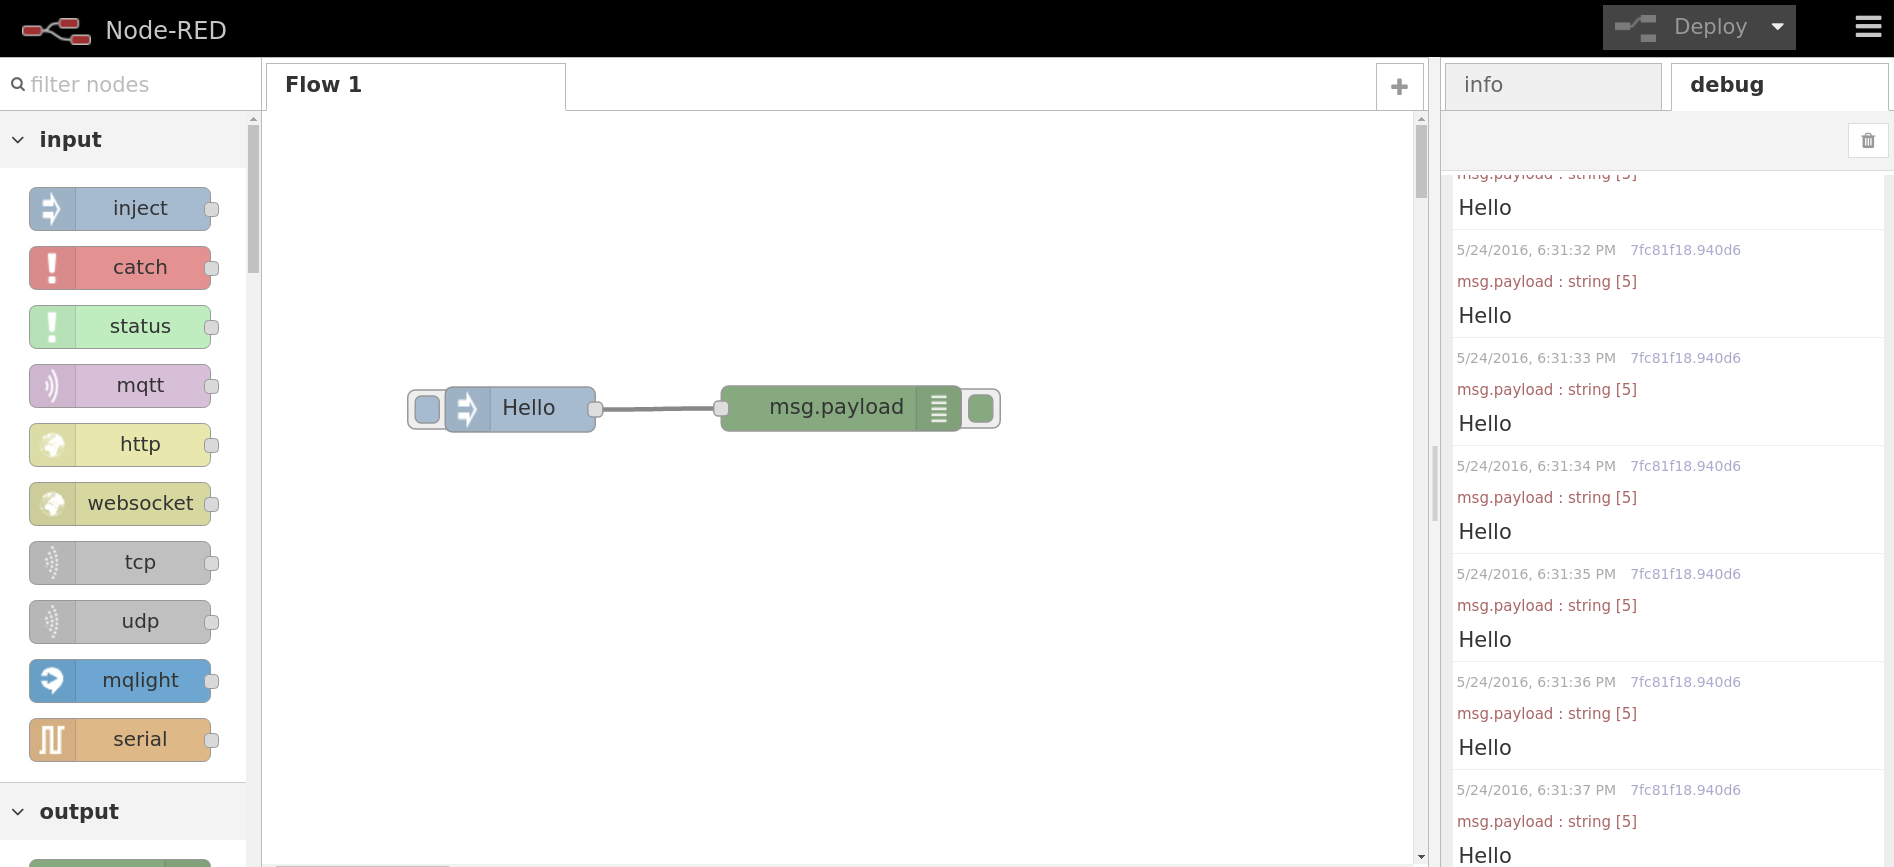 Node-RED
Deploy
filter nodes
input
inject
catch
status
mqtt
http
websocket
tcp
udp
mqlight
serial
output
Flow 1
Hello
msg.payload
info
debug
msg.payload : string [5]
Hello
5/24/2016, 6:31:32 PM 7fc81f18.940d6
msg.payload : string [5]
Hello
5/24/2016, 6:31:33 PM 7fc81f18.940d6
msg.payload : string [5]
Hello
5/24/2016, 6:31:34 PM 7fc81f18.940d6
msg.payload : string [5]
Hello
5/24/2016, 6:31:35 PM 7fc81f18.940d6
msg.payload : string [5]
Hello
5/24/2016, 6:31:36 PM 7fc81f18.940d6
msg.payload : string [5]
Hello
5/24/2016, 6:31:37 PM 7fc81f18.940d6
msg.payload : string [5]
Hello